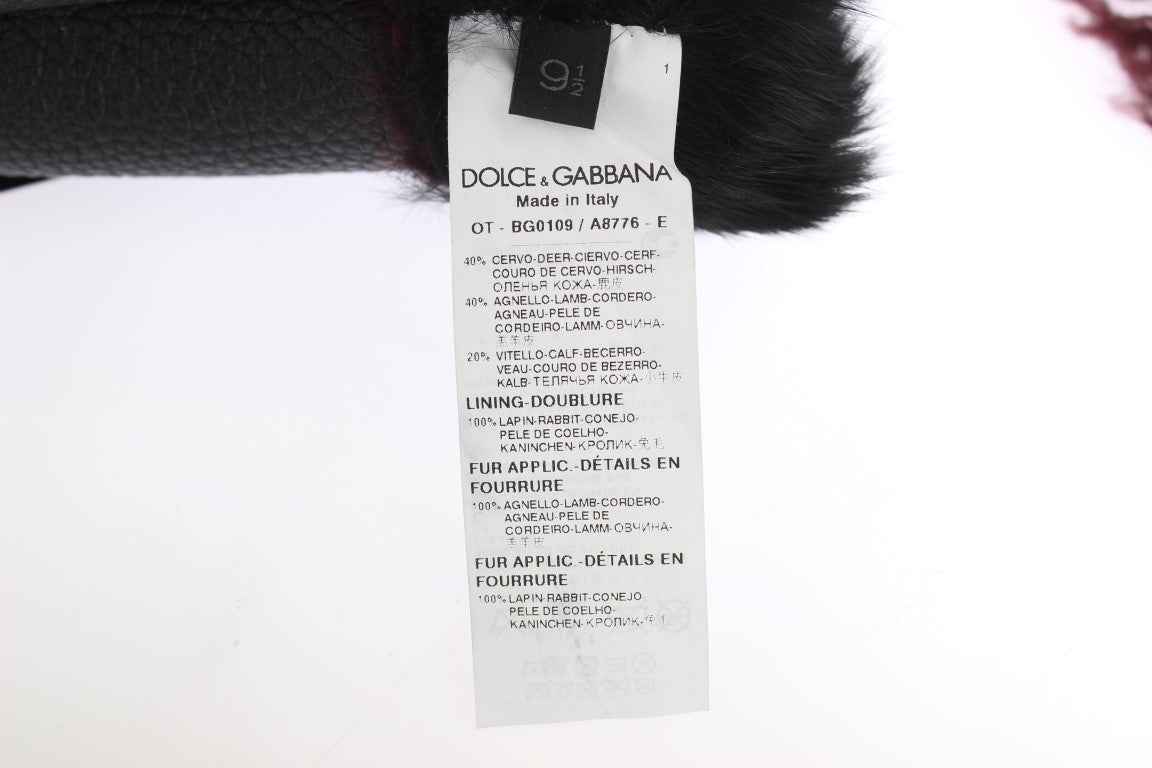 9 1/2
1
DOLCE & GABBANA
Made in Italy
OT - BG0109 / A8776 - E
40% CERVO-DEER-CIERVO-CERF-
COURO DE CERVO-HIRSCH-
ОЛЕНЬЯ КОЖА-鹿皮
40% AGNELLO-LAMB-CORDERO-
AGNEAU-PELE DE
CORDEIRO-LAMM-ОВЧИНА-
羔羊皮
20% VITELLO-CALF-BECERRO-
VEAU-COURO DE BEZERRO-
KALB-ТЕЛЯЧЬЯ КОЖА-小牛皮
LINING-DOUBLURE
100% LAPIN-RABBIT-CONEJO-
PELE DE COELHO-
KANINCHEN-КРОЛИК-兔毛
FUR APPLIC.-DÉTAILS EN
FOURRURE
100% AGNELLO-LAMB-CORDERO-
AGNEAU-PELE DE
CORDEIRO-LAMM-ОВЧИНА-
羔羊皮
FUR APPLIC.-DÉTAILS EN
FOURRURE
100% LAPIN-RABBIT-CONEJO
PELE DE COELHO-
KANINCHEN-КРОЛИК-兔毛